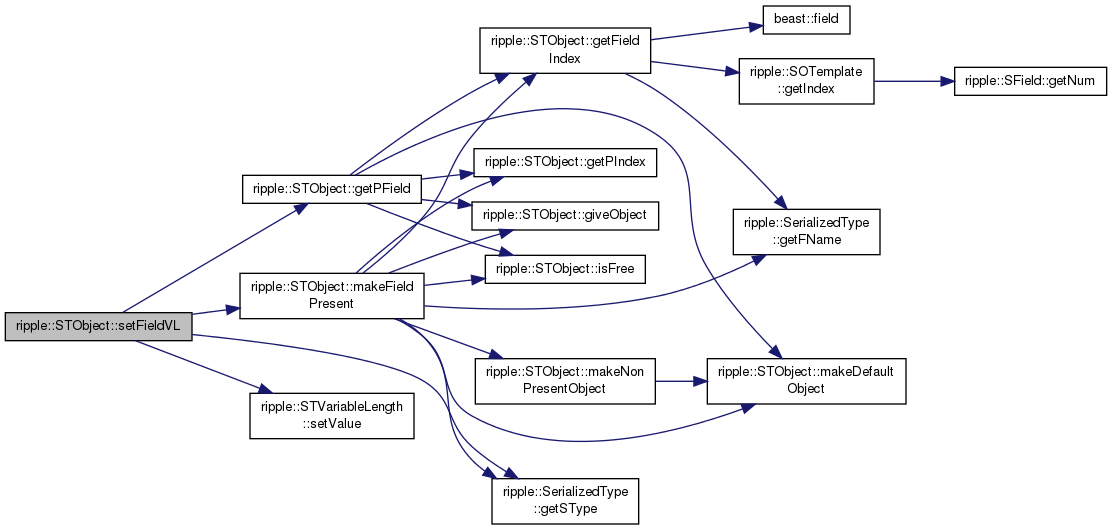 beast::field
ripple::STObject::getField
Index
ripple::SOTemplate
::getIndex
ripple::SField::getNum
ripple::STObject::getPIndex
ripple::STObject::getPField
ripple::STObject::giveObject
ripple::SerializedType
::getFName
ripple::STObject::isFree
ripple::STObject::makeField
Present
ripple::STObject::setFieldVL
ripple::STObject::makeNon
PresentObject
ripple::STObject::makeDefault
Object
ripple::STVariableLength
::setValue
ripple::SerializedType
::getSType